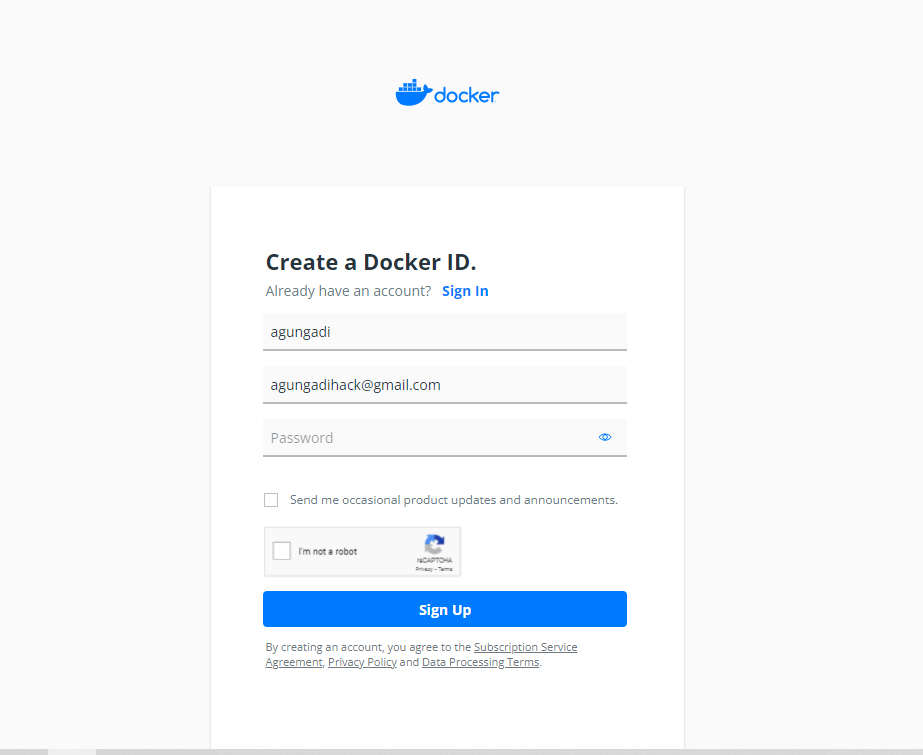 docker
Create a Docker ID.
Already have an account? Sign In
agungadi
agungadihack@gmail.com
Password
Send me occasional product updates and announcements.
I'm not a robot
reCAPTCHA
Privacy - Terms
Sign Up
By creating an account, you agree to the Subscription Service
Agreement, Privacy Policy and Data Processing Terms.